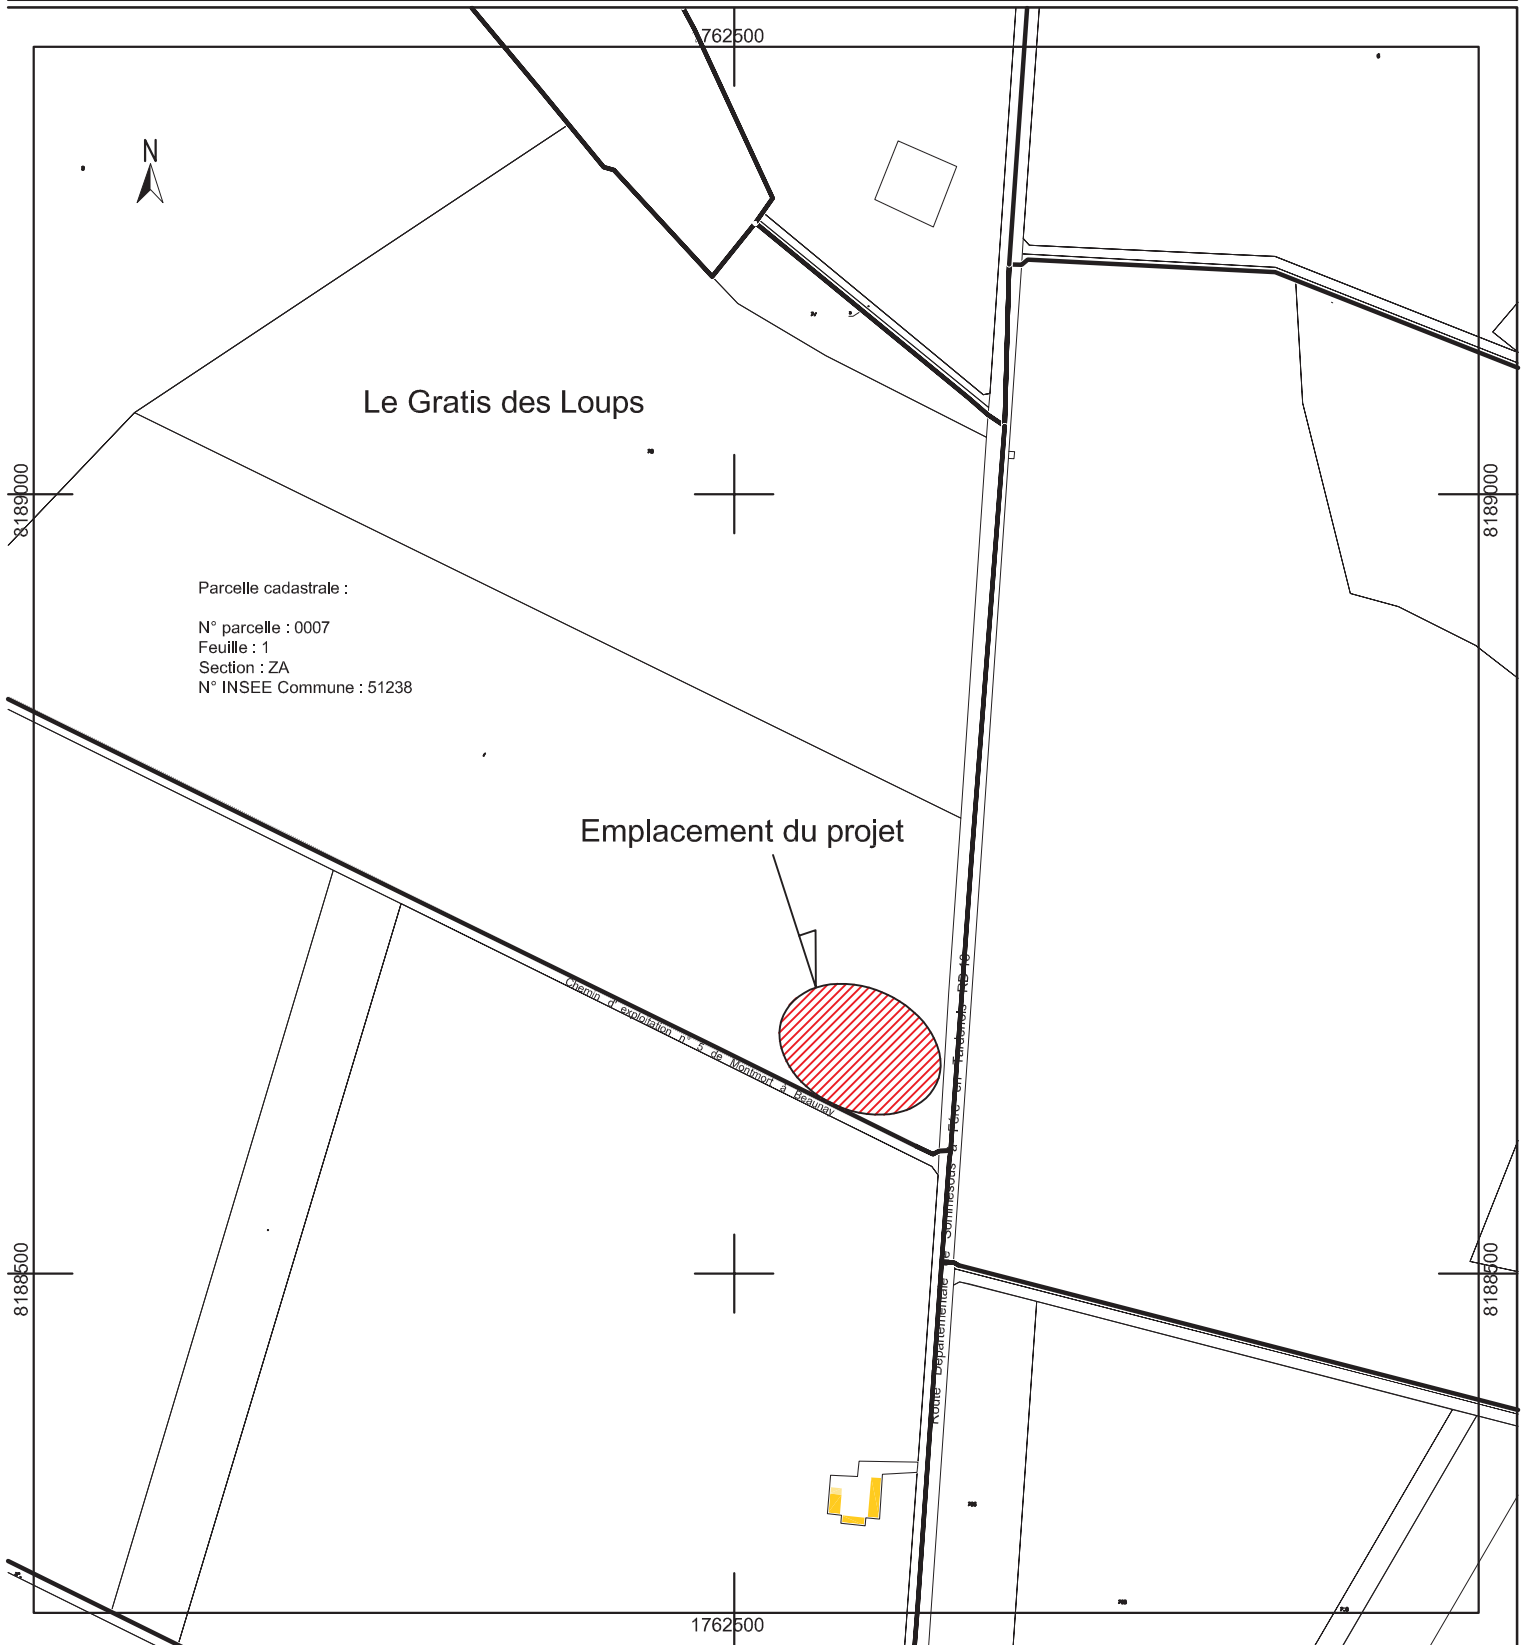 762500
N
Le Gratis des Loups
8189000
8189000
Parcelle cadastrale :
N° parcelle : 0007
Feuille : 1
Section : ZA
N° INSEE Commune : 51238
Emplacement du projet
Chemin d' exploitation n° 5 de Montmort à Beaunay
Route Départementale de Sommesous à Fère en Tardenois RD 18
8188500
8188500
1762500